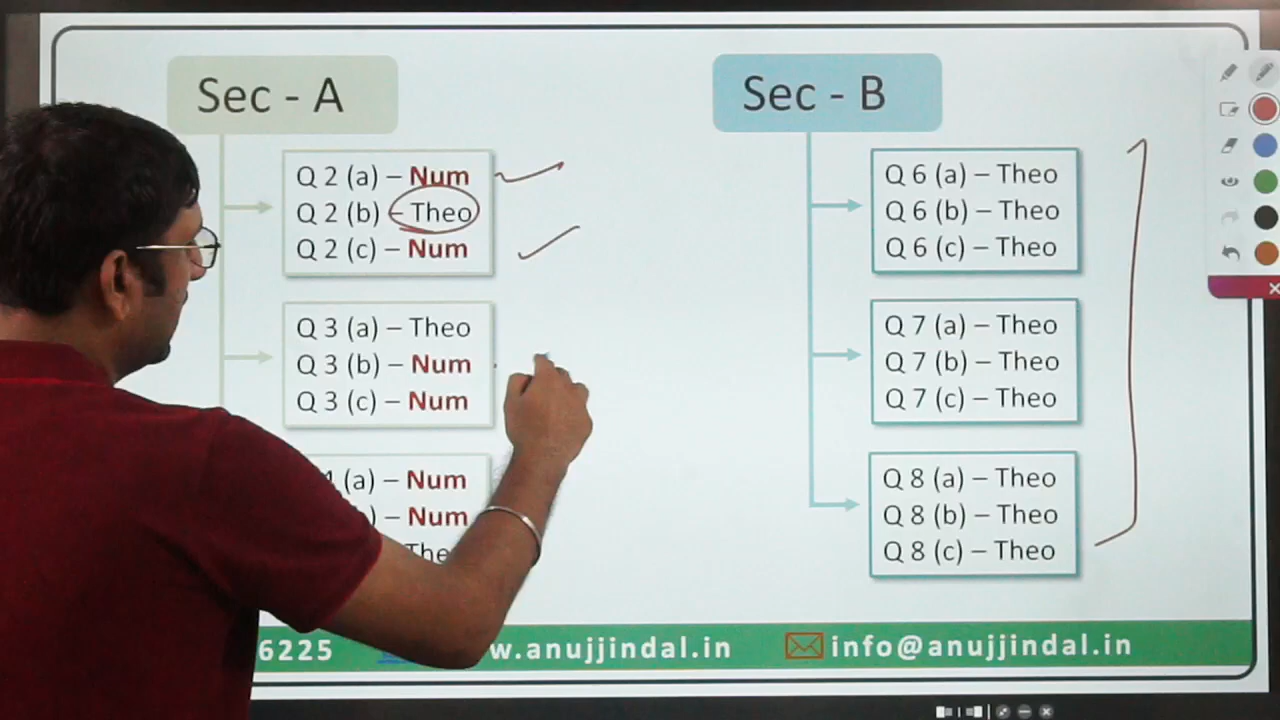 Sec - A
Q 2 (a) – Num
Q 2 (b) – Theo
Q 2 (c) – Num
Q 3 (a) – Theo
Q 3 (b) – Num
Q 3 (c) – Num
(a) – Num
) – Num
The
Sec - B
Q 6 (a) – Theo
Q 6 (b) – Theo
Q 6 (c) – Theo
Q 7 (a) – Theo
Q 7 (b) – Theo
Q 7 (c) – Theo
Q 8 (a) – Theo
Q 8 (b) – Theo
Q 8 (c) – Theo
6225 w.anujjindal.in info@anujjindal.in